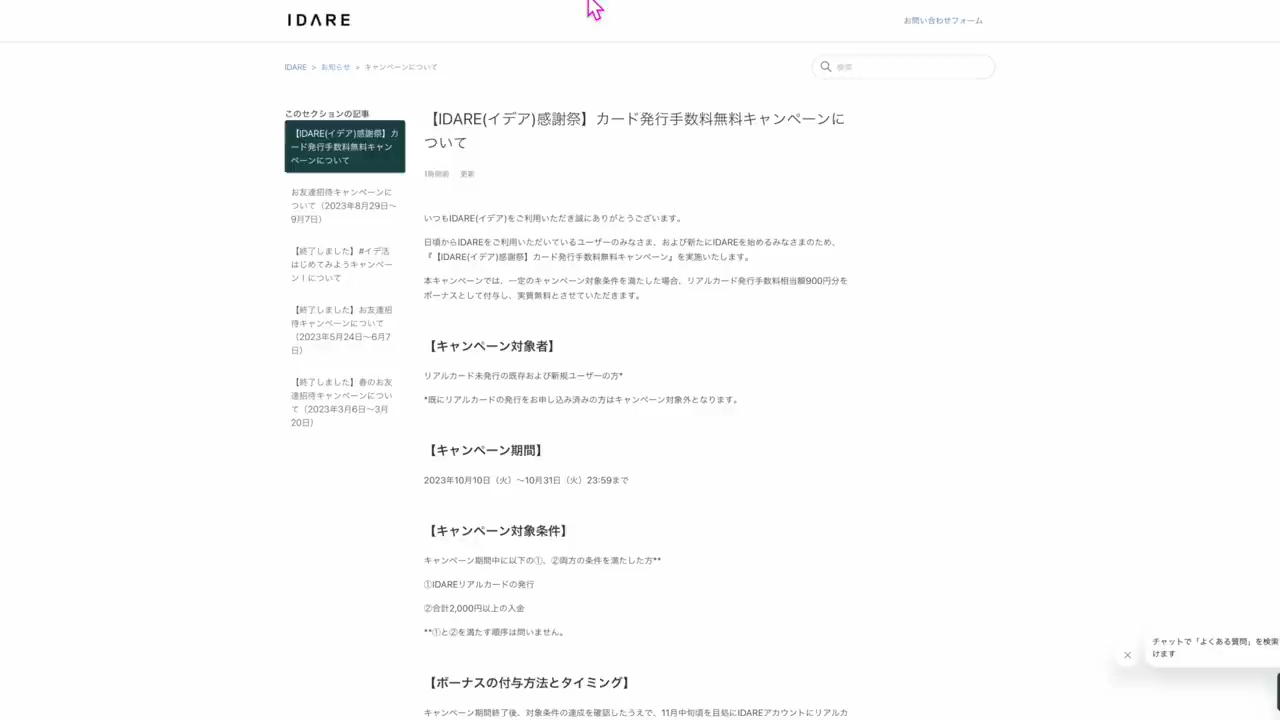 IDARE
お問い合わせフォーム
IDARE > お知らせ > キャンペーンについて
検索
このセクションの記事
【IDARE(イデア)感謝祭】カ
ード発行手数料無料キャン
ペーンについて
お友達招待キャンペーンに
ついて（2023年8月29日〜
9月7日）
【終了しました】#イデ活
はじめてみようキャンペー
ン！について
【終了しました】お友達招
待キャンペーンについて
（2023年5月24日〜6月7
日）
【終了しました】春のお友
達招待キャンペーンについ
て（2023年3月6日〜3月
20日）
【IDARE(イデア)感謝祭】カード発行手数料無料キャンペーンに
ついて
1時間前 更新
いつもIDARE(イデア)をご利用いただき誠にありがとうございます。
日頃からIDAREをご利用いただいているユーザーのみなさま、および新たにIDAREを始めるみなさまのため、
『【IDARE(イデア)感謝祭】カード発行手数料無料キャンペーン』を実施いたします。
本キャンペーンでは、一定のキャンペーン対象条件を満たした場合、リアルカード発行手数料相当額900円分を
ボーナスとして付与し、実質無料とさせていただきます。
【キャンペーン対象者】
リアルカード未発行の既存および新規ユーザーの方*
*既にリアルカードの発行をお申し込み済みの方はキャンペーン対象外となります。
【キャンペーン期間】
2023年10月10日（火）〜10月31日（火）23:59まで
【キャンペーン対象条件】
キャンペーン期間中に以下の①、②両方の条件を満たした方**
①IDAREリアルカードの発行
②合計2,000円以上の入金
**①と②を満たす順序は問いません。
【ボーナスの付与方法とタイミング】
キャンペーン期間終了後、対象条件の達成を確認したうえで、11月中旬頃を目処にIDAREアカウントにリアルカ
チャットで「よくある質問」を検索
けます